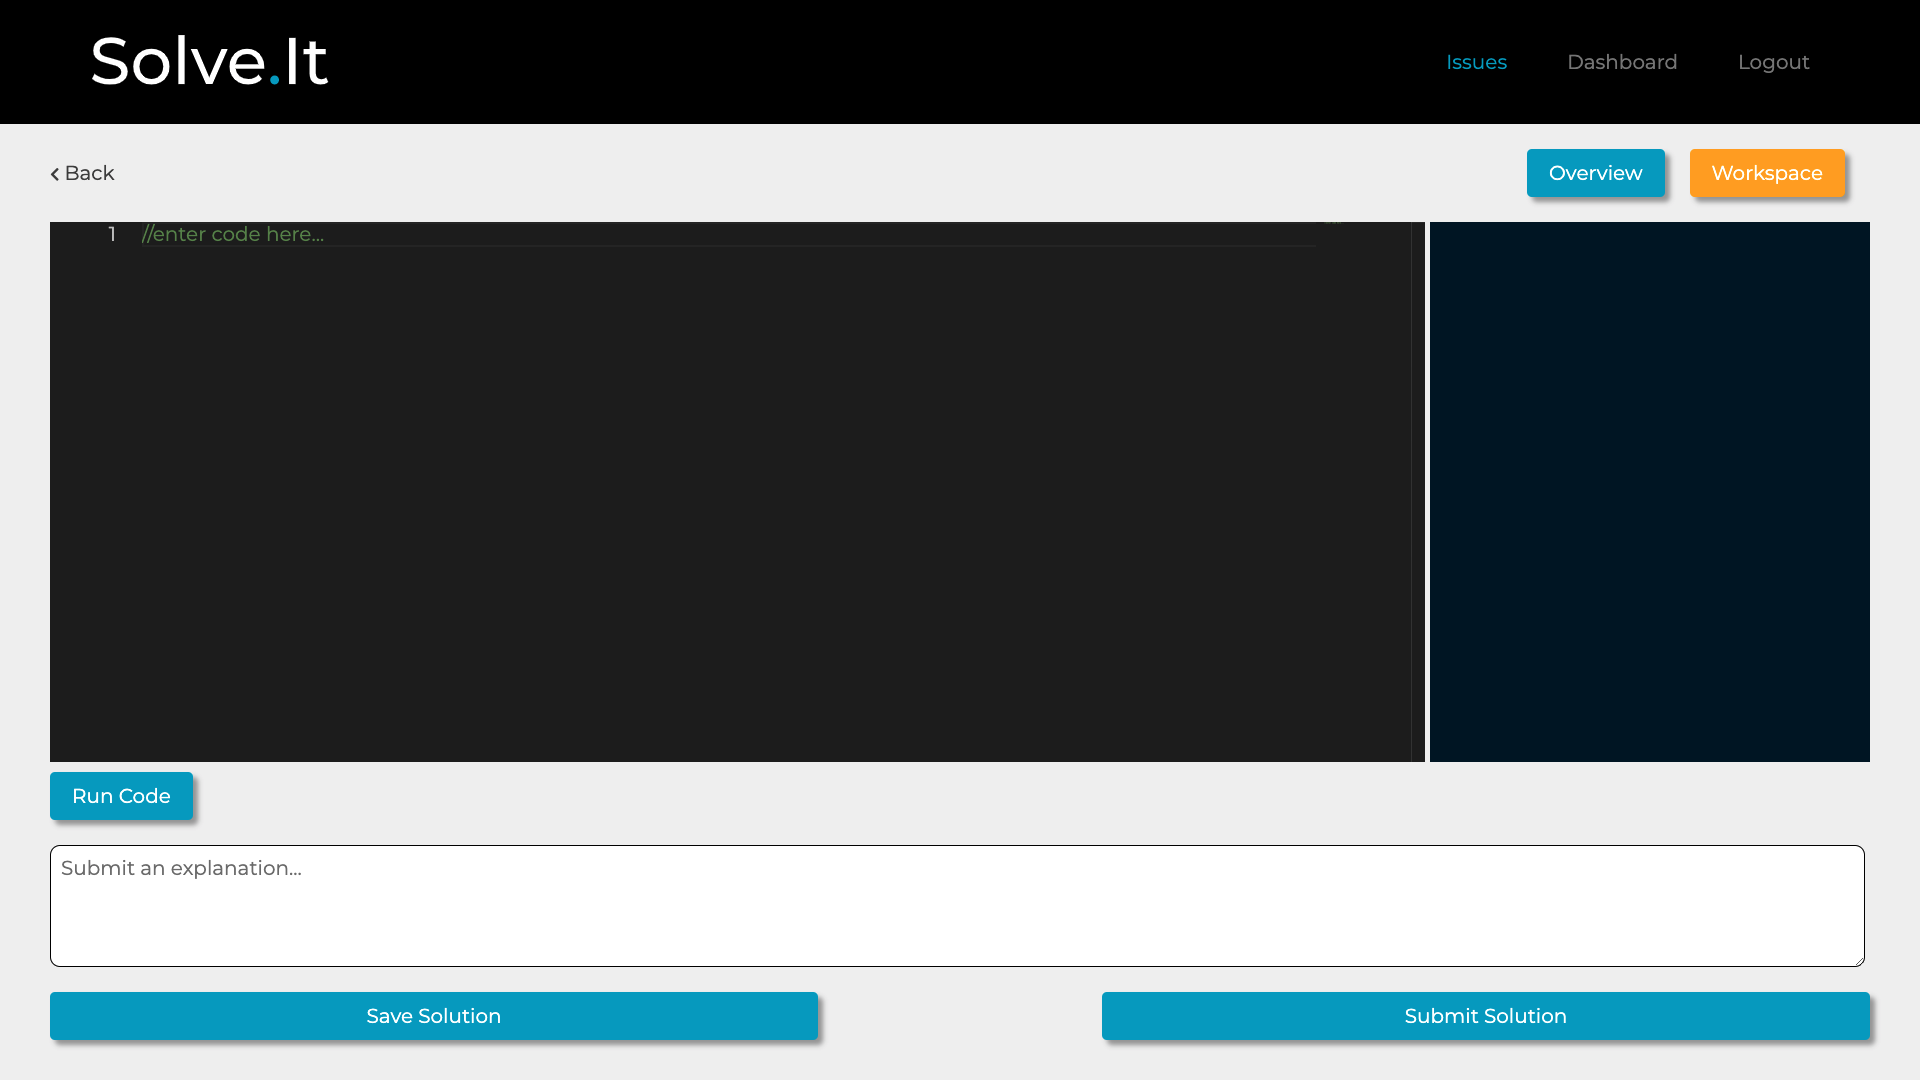 Solve.It
Issues Dashboard Logout
Back
Overview Workspace
1 //enter code here...
Run Code
Submit an explanation...
Save Solution Submit Solution